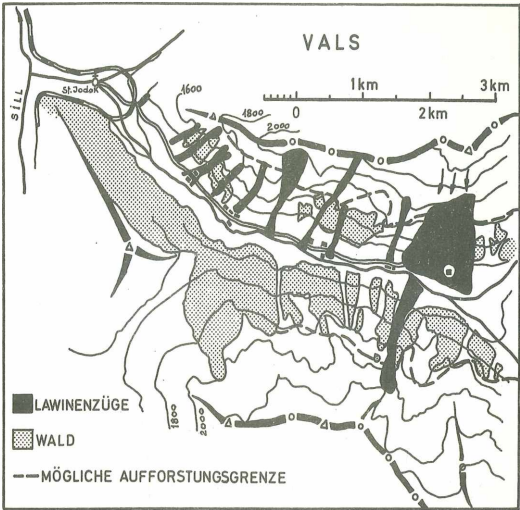 VALS
St. Jodok
SILL
1600
1800
2000
0 1km 2km 3km
1800
2000
LAWINENZÜGE
WALD
MÖGLICHE AUFFORSTUNGSGRENZE